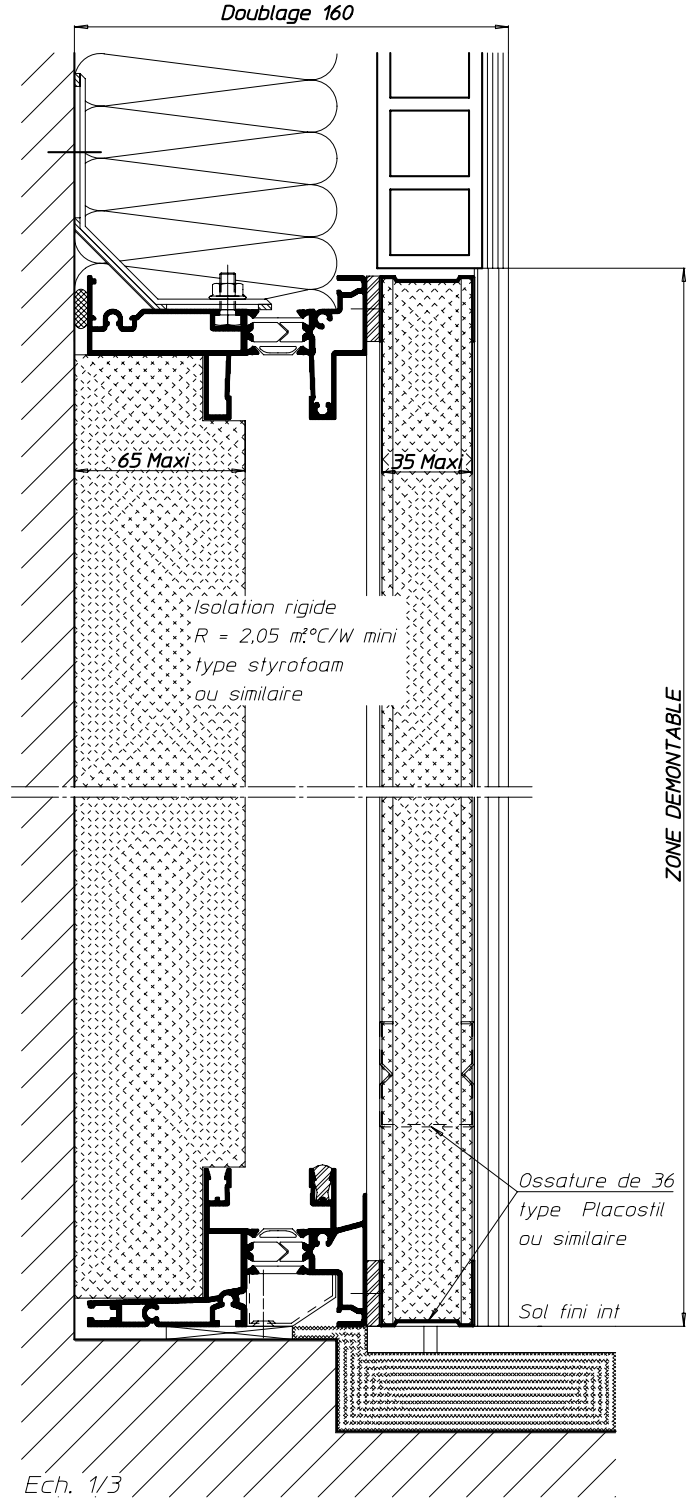 Doublage 160
65 Maxi
35 Maxi
Isolation rigide
R = 2,05 m²°C/W mini
type styrofoam
ou similaire
ZONE DEMONTABLE
Ossature de 36
type Placostil
ou similaire
Sol fini int
Ech. 1/3